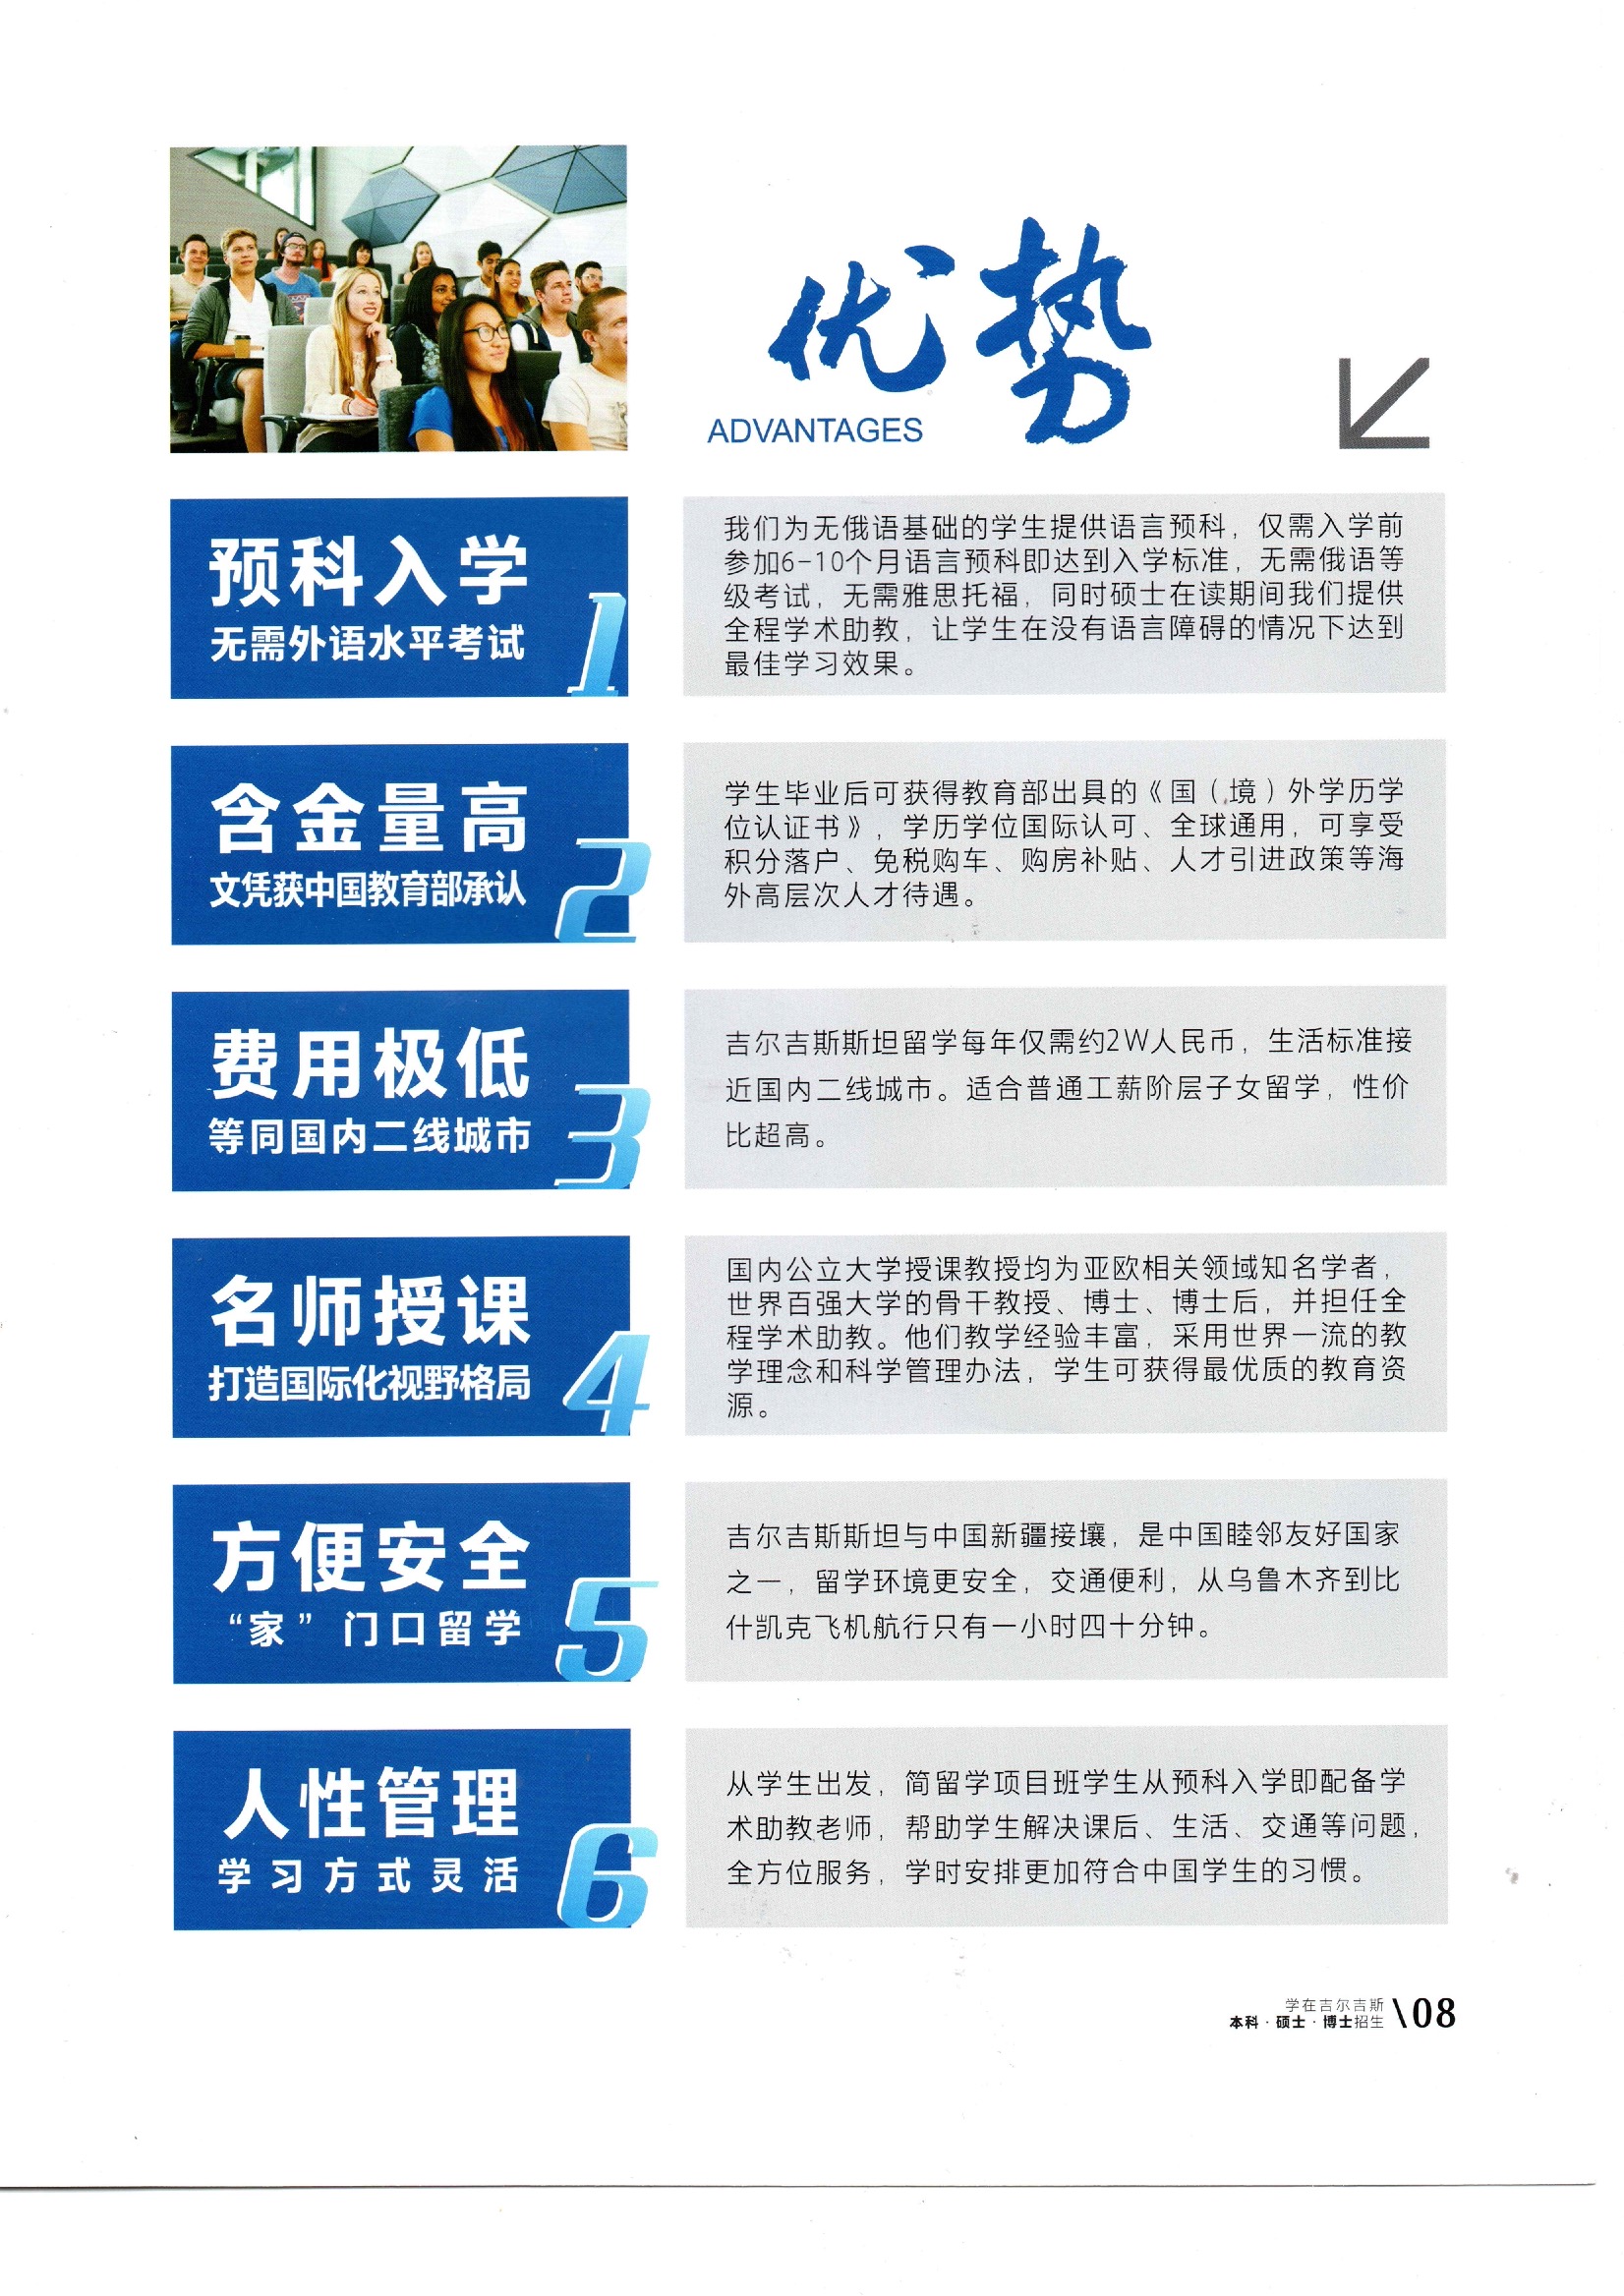 优势
ADVANTAGES
预科入学
无需外语水平考试
1
我们为无俄语基础的学生提供语言预科，仅需入学前
参加6-10个月语言预科即达到入学标准，无需俄语等
级考试，无需雅思托福，同时硕士在读期间我们提供
全程学术助教，让学生在没有语言障碍的情况下达到
最佳学习效果。
含金量高
文凭获中国教育部承认
2
学生毕业后可获得教育部出具的《国（境）外学历学
位认证书》，学历学位国际认可、全球通用，可享受
积分落户、免税购车、购房补贴、人才引进政策等海
外高层次人才待遇。
费用极低
等同国内二线城市
3
吉尔吉斯斯坦留学每年仅需约2W人民币，生活标准接
近国内二线城市。适合普通工薪阶层子女留学，性价
比超高。
名师授课
打造国际化视野格局
4
国内公立大学授课教授均为亚欧相关领域知名学者，
世界百强大学的骨干教授、博士、博士后，并担任全
程学术助教。他们教学经验丰富，采用世界一流的教
学理念和科学管理办法，学生可获得最优质的教育资
源。
方便安全
“家”门口留学
5
吉尔吉斯斯坦与中国新疆接壤，是中国睦邻友好国家
之一，留学环境更安全，交通便利，从乌鲁木齐到比
什凯克飞机航行只有一小时四十分钟。
人性管理
学习方式灵活
6
从学生出发，简留学项目班学生从预科入学即配备学
术助教老师，帮助学生解决课后、生活、交通等问题，
全方位服务，学时安排更加符合中国学生的习惯。
学在吉尔吉斯
本科·硕士·博士招生 \08